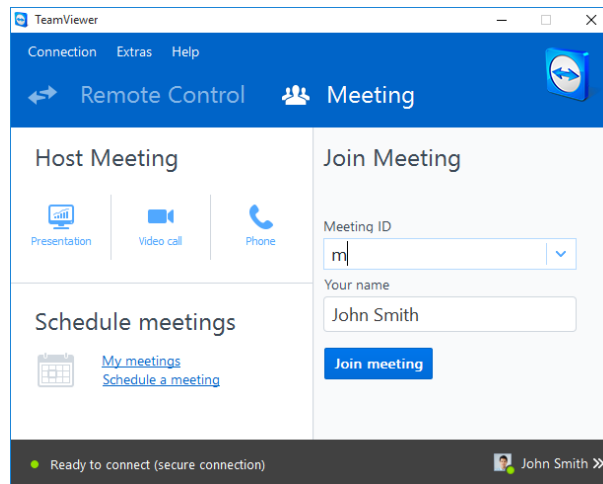 TeamViewer
Connection Extras Help
Remote Control Meeting
Host Meeting
Presentation Video call Phone
Schedule meetings
My meetings
Schedule a meeting
Join Meeting
Meeting ID
m
Your name
John Smith
Join meeting
Ready to connect (secure connection)
John Smith